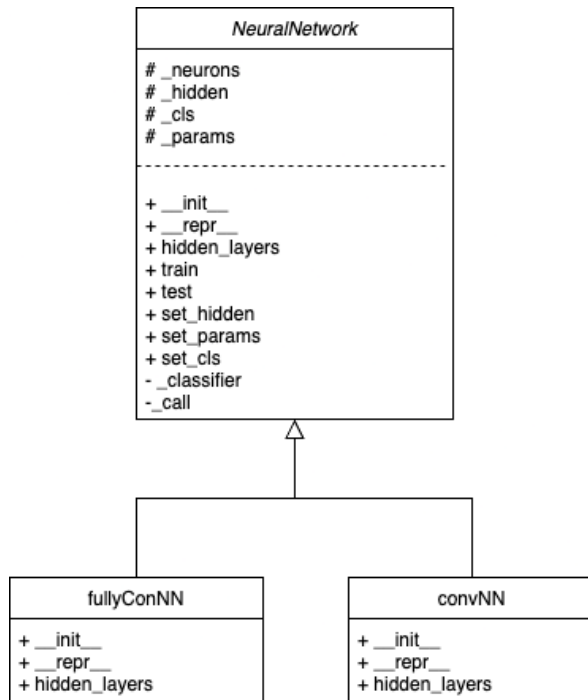 NeuralNetwork
# _neurons
# _hidden
# _cls
# _params
+ __init__
+ __repr__
+ hidden_layers
+ train
+ test
+ set_hidden
+ set_params
+ set_cls
- _classifier
-_call
fullyConNN
+ __init__
+ __repr__
+ hidden_layers
convNN
+ __init__
+ __repr__
+ hidden_layers